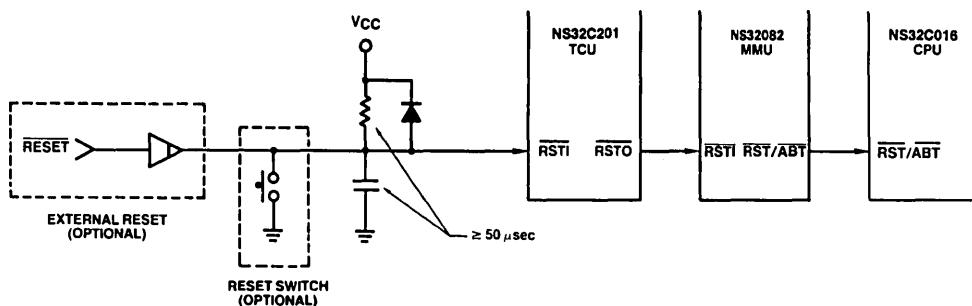 VCC
NS32C201
TCU
NS32082
MMU
NS32C016
CPU
RESET
RSTI RSTO
RSTI RST/ABT
RST/ABT
EXTERNAL RESET
(OPTIONAL)
≥ 50 μsec
RESET SWITCH
(OPTIONAL)